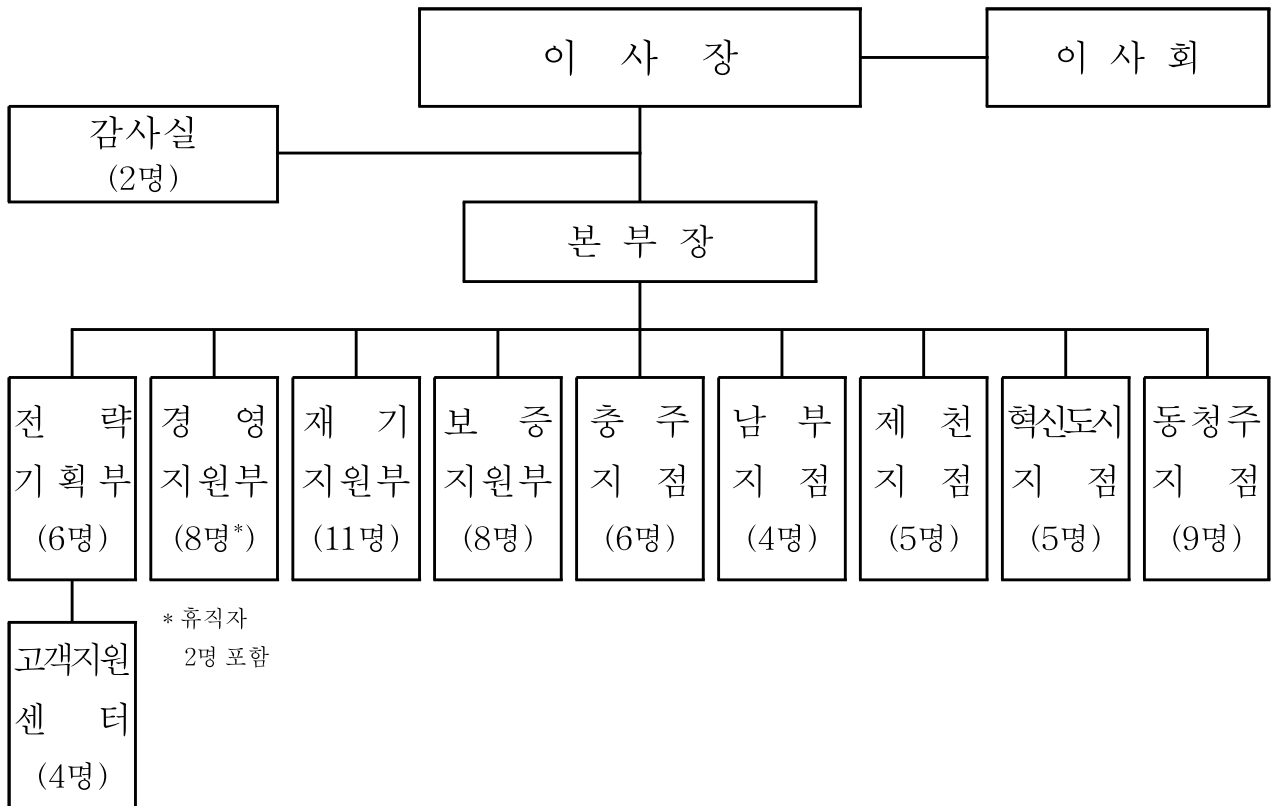 이 사 장
이 사 회
감사실
(2명)
본 부 장
전 략
기 획 부
(6명)
경 영
지원부
(8명*)
재 기
지원부
(11명)
보 증
지원부
(8명)
충 주
지 점
(6명)
남 부
지 점
(4명)
제 천
지 점
(5명)
혁신도시
지 점
(5명)
동청주
지 점
(9명)
고객지원
센 터
(4명)
* 휴직자
2명 포함